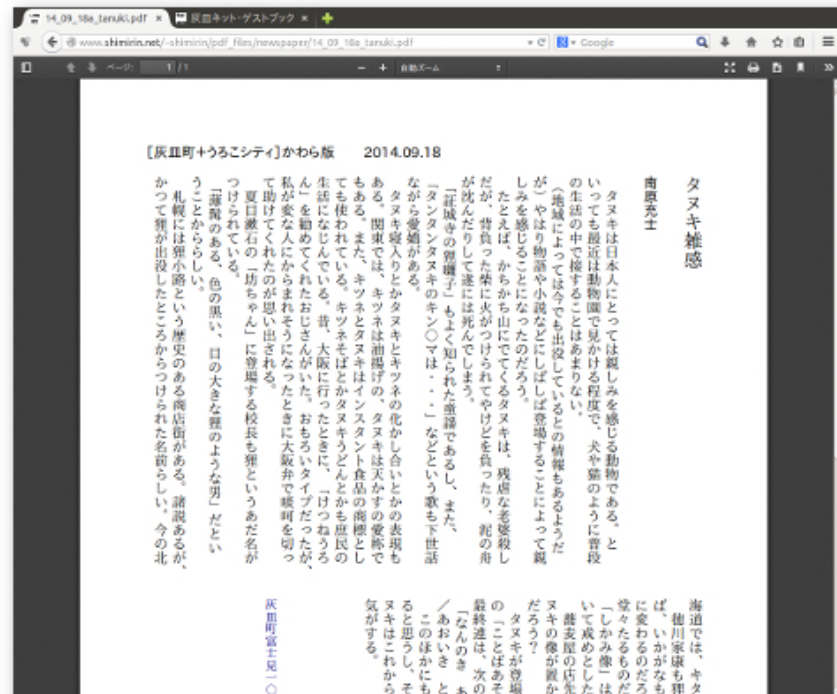 14_09_18a_tanuki.pdf
灰皿ネット-ゲストブック
www.shimirin.net/~shimirin/pdf_files/newspaper/14_09_18a_tanuki.pdf
Google
ページ: 1 / 1
自動ズーム
[灰皿町+うろこシティ]かわら版 2014.09.18
タヌキ雑感
南原充士
タヌキは日本人にとっては親しみを感じる動物である。と
いっても最近は動物園で見かける程度で、犬や猫のように普段
の生活の中で接することはあまりない。
(地域によっては今でも出没しているとの情報もあるようだ
が)やはり物語や小説などにしばしば登場することによって親
しみを感じることになったのだろう。
たとえば、かちかち山にでてくるタヌキは、残虐な老婆殺し
だが、背負った柴に火がつけられてやけどを負ったり、泥の舟
が沈んだりして遂には死んでしまう。
「証城寺の狸囃子」もよく知られた童謡であるし、また、
「タンタンタヌキのキン〇マは・・・」などという歌も下世話
ながら愛嬌がある。
タヌキ寝入りとかタヌキとキツネの化かし合いとかの表現も
ある。関東では、キツネは油揚げの、タヌキは天かすの愛称で
もある。また、キツネとタヌキはインスタント食品の商標とし
ても使われている。キツネそばとかタヌキうどんとかも庶民の
生活になじんでいる。昔、大阪に行ったときに、「けつねうろ
ん」を勧めてくれたおじさんがいた。おもろいタイプだったが、
私が変な人にからまれそうになったときに大阪弁で啖呵を切っ
て助けてくれたのが思い出される。
夏目漱石の「坊ちゃん」に登場する校長も狸というあだ名が
つけられている。
「薄髯のある、色の黒い、目の大きな狸のような男」だとい
うことかららしい。
札幌には狸小路という歴史のある商店街がある。諸説あるが、
かつて狸が出没したところからつけられた名前らしい。今の北
海道では、キタ
徳川家康も狸
ば、いかがなも
に変わるのだろ
堂々たるものだ
「しかみ像」は
いて戒めとした
蕎麦屋の店先
ヌキの像が置か
だろう?
タヌキが登場
の「ことばあそ
最終連は、次の
「なんのき あ
/あおいき と
このほかにも
ると思うし、そ
ヌキはこれから
気がする。
灰皿町富士見一〇